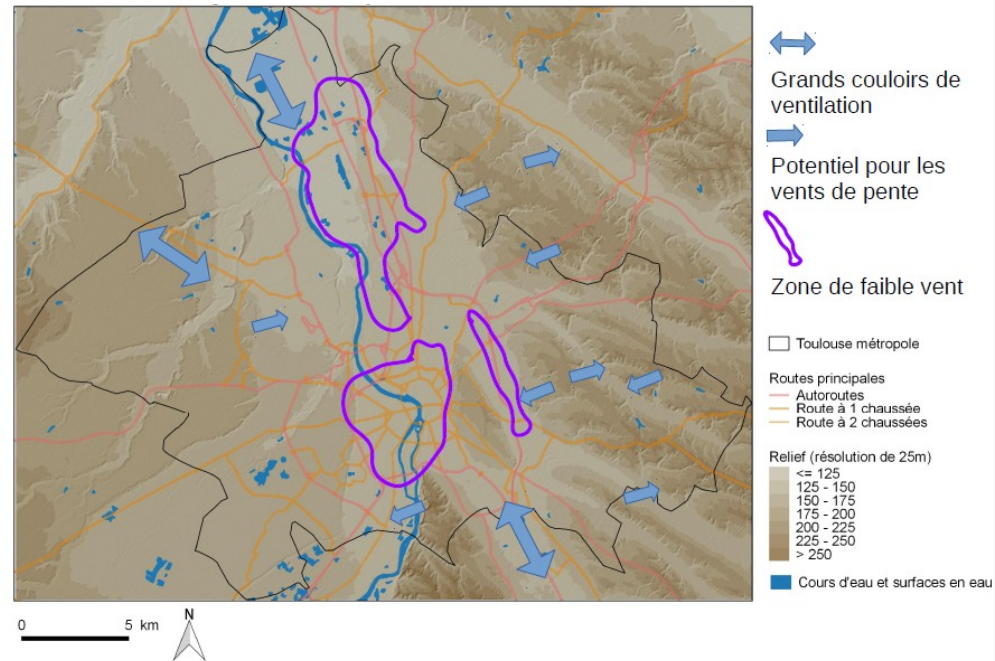 Grands couloirs de
ventilation
Potentiel pour les
vents de pente
Zone de faible vent
Toulouse métropole
Routes principales
Autoroutes
Route à 1 chaussée
Route à 2 chaussées
Relief (résolution de 25m)
<= 125
125 - 150
150 - 175
175 - 200
200 - 225
225 - 250
> 250
Cours d'eau et surfaces en eau
0 5 km
N